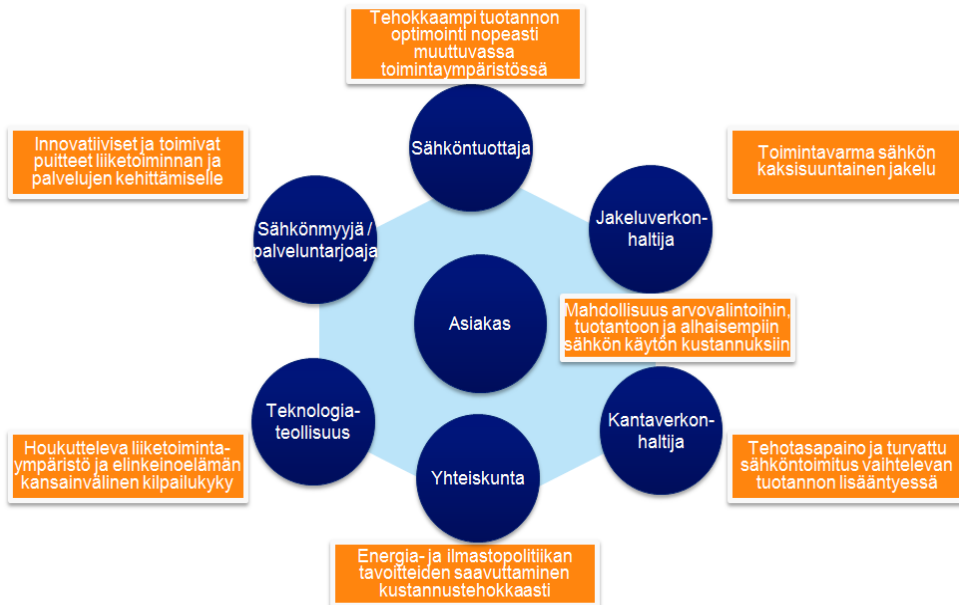 Tehokkaampi tuotannon
optimointi nopeasti
muuttuvassa
toimintaympäristössä
Sähköntuottaja
Innovatiiviset ja toimivat
puitteet liiketoiminnan ja
palvelujen kehittämiselle
Toimintavarma sähkön
kaksisuuntainen jakelu
Sähkönmyyjä /
palveluntarjoaja
Jakeluverkon-
haltija
Asiakas
Mahdollisuus arvovalintoihin,
tuotantoon ja alhaisempiin
sähkön käytön kustannuksiin
Teknologia-
teollisuus
Kantaverkon-
haltija
Houkutteleva liiketoiminta-
ympäristö ja elinkeinoelämän
kansainvälinen kilpailukyky
Yhteiskunta
Tehotasapaino ja turvattu
sähköntoimitus vaihtelevan
tuotannon lisääntyessä
Energia- ja ilmastopolitiikan
tavoitteiden saavuttaminen
kustannustehokkaasti